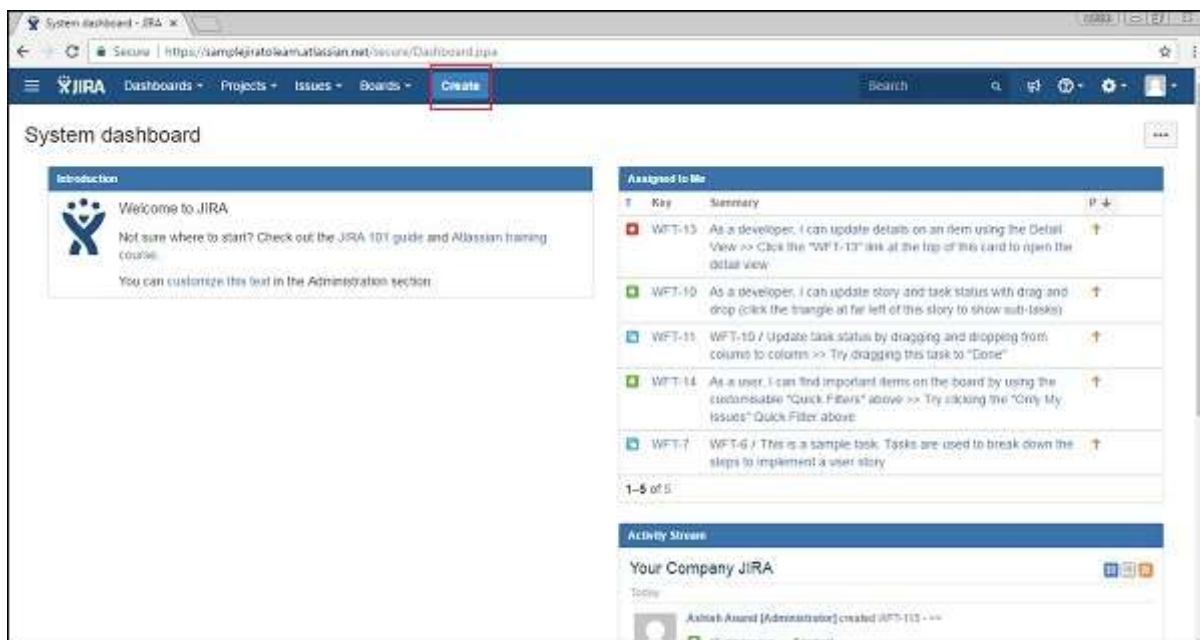 System dashboard - JIRA
Secure | https://samplejiratolearn.atlassian.net/secure/Dashboard.jspa
JIRA Dashboards Projects Issues Boards Create Search
System dashboard
Introduction
Welcome to JIRA
Not sure where to start? Check out the JIRA 101 guide and Atlassian training
course.
You can customize this text in the Administration section.
Assigned to Me
T Key Summary P
WFT-13 As a developer, I can update details on an item using the Detail
View >> Click the "WFT-13" link at the top of this card to open the
detail view
WFT-10 As a developer, I can update story and task status with drag and
drop (click the triangle at far left of this story to show sub-tasks)
WFT-11 WFT-10 / Update task status by dragging and dropping from
column to column >> Try dragging this task to "Done"
WFT-14 As a user, I can find important items on the board by using the
customisable "Quick Filters" above >> Try clicking the "Only My
Issues" Quick Filter above
WFT-7 WFT-6 / This is a sample task. Tasks are used to break down the
steps to implement a user story
1–5 of 5
Activity Stream
Your Company JIRA
Today
Ashish Anand [Administrator] created WFT-115 -